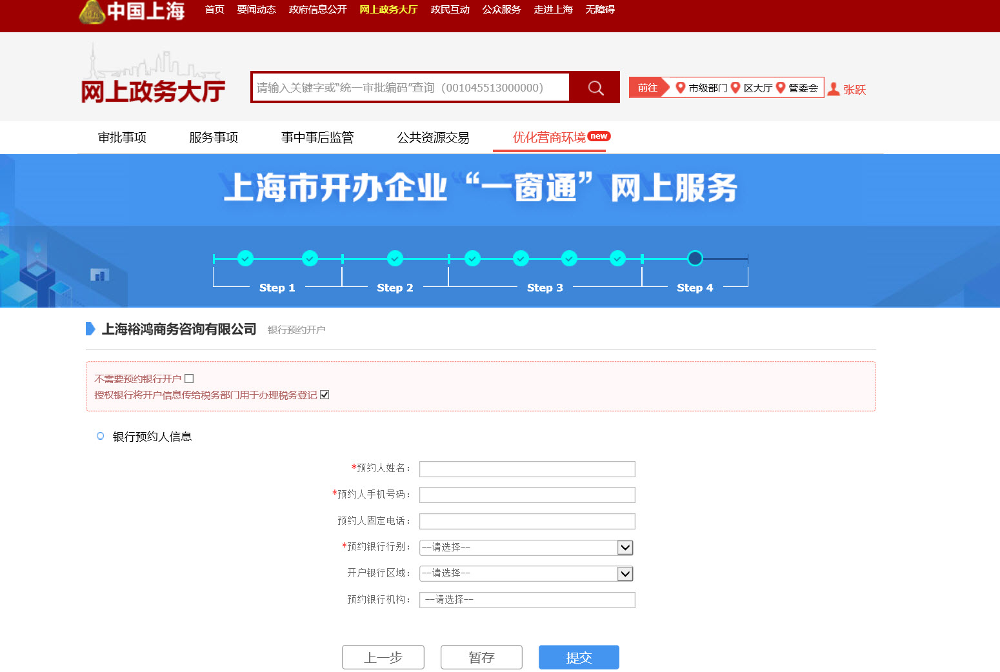 中国上海 首页 要闻动态 政府信息公开 网上政务大厅 政民互动 公众服务 走进上海 无障碍
网上政务大厅 请输入关键字或“统一审批编码”查询（001045513000000） 前往 市级部门 区大厅 管委会 张跃
审批事项 服务事项 事中事后监管 公共资源交易 优化营商环境 new
上海市开办企业“一窗通”网上服务
Step 1 Step 2 Step 3 Step 4
上海裕鸿商务咨询有限公司 银行预约开户
不需要预约银行开户
授权银行将开户信息传给税务部门用于办理税务登记
银行预约人信息
*预约人姓名：
*预约人手机号码：
预约人固定电话：
*预约银行行别： --请选择--
开户银行区域： --请选择--
预约银行机构： --请选择--
上一步 暂存 提交